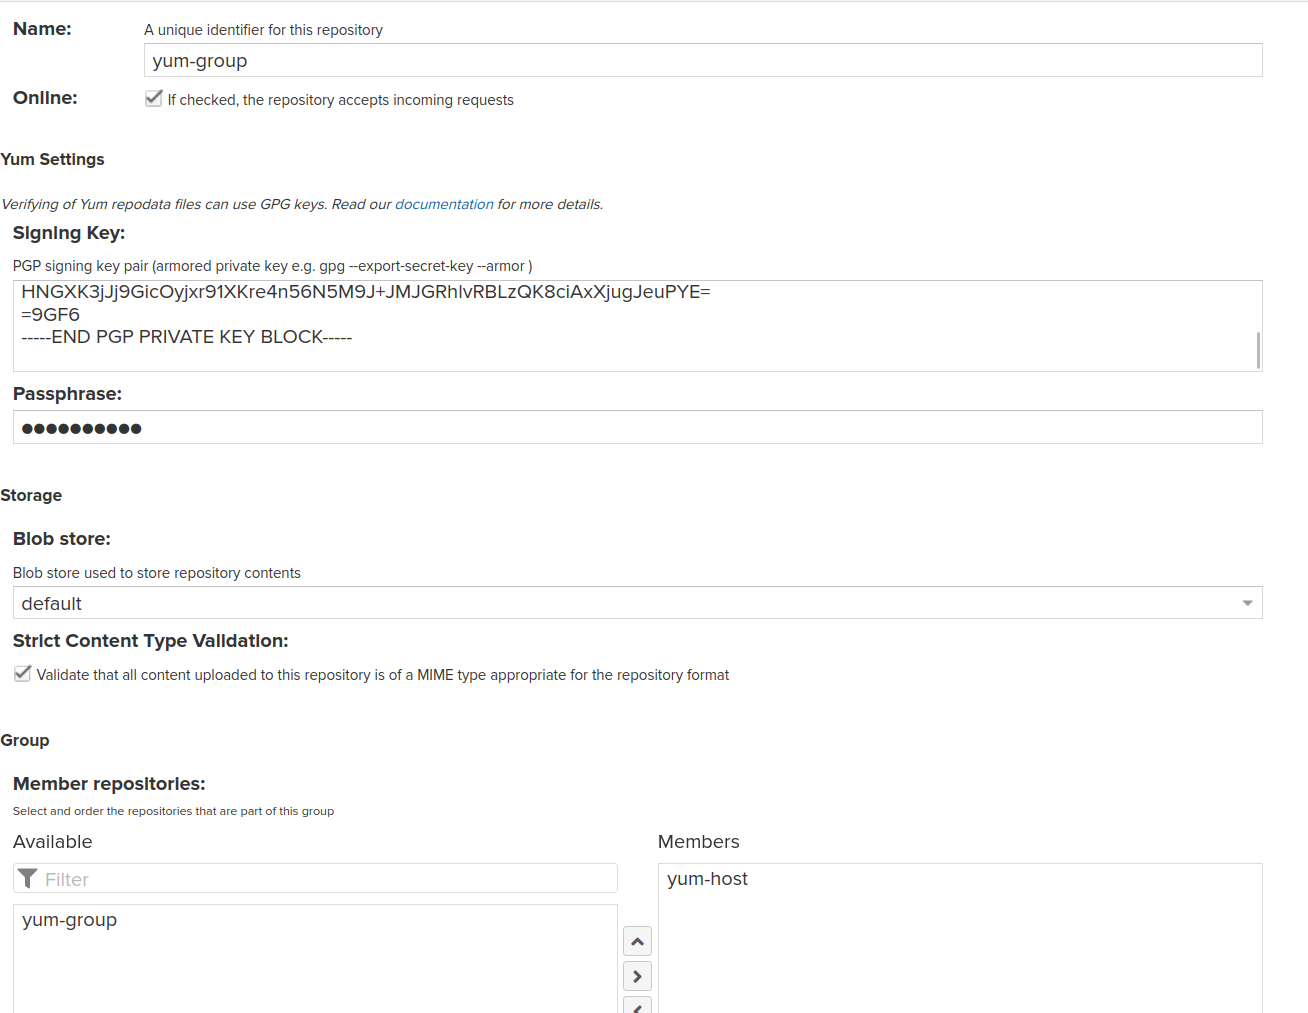 Name:
A unique identifier for this repository
yum-group
Online:
If checked, the repository accepts incoming requests
Yum Settings
Verifying of Yum repodata files can use GPG keys. Read our documentation for more details.
Signing Key:
PGP signing key pair (armored private key e.g. gpg --export-secret-key --armor )
HNGXK3jJj9GicOyjxr91XKre4n56N5M9J+JMJGRhlvRBLzQK8ciAxXjugJeuPYE=
=9GF6
-----END PGP PRIVATE KEY BLOCK-----
Passphrase:
●●●●●●●●●●
Storage
Blob store:
Blob store used to store repository contents
default
Strict Content Type Validation:
Validate that all content uploaded to this repository is of a MIME type appropriate for the repository format
Group
Member repositories:
Select and order the repositories that are part of this group
Available
Members
Filter
yum-host
yum-group